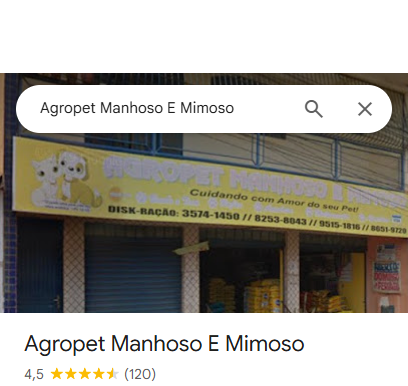 Agropet Manhoso E Mimoso
AGROPET MANHOSO E
Cuidando com Amor do seu Pet!
DISK-RAÇÃO: 3574-1450 // 8253-8043 // 9515-1816 // 8651-9720
Agropet Manhoso E Mimoso
4,5 (120)